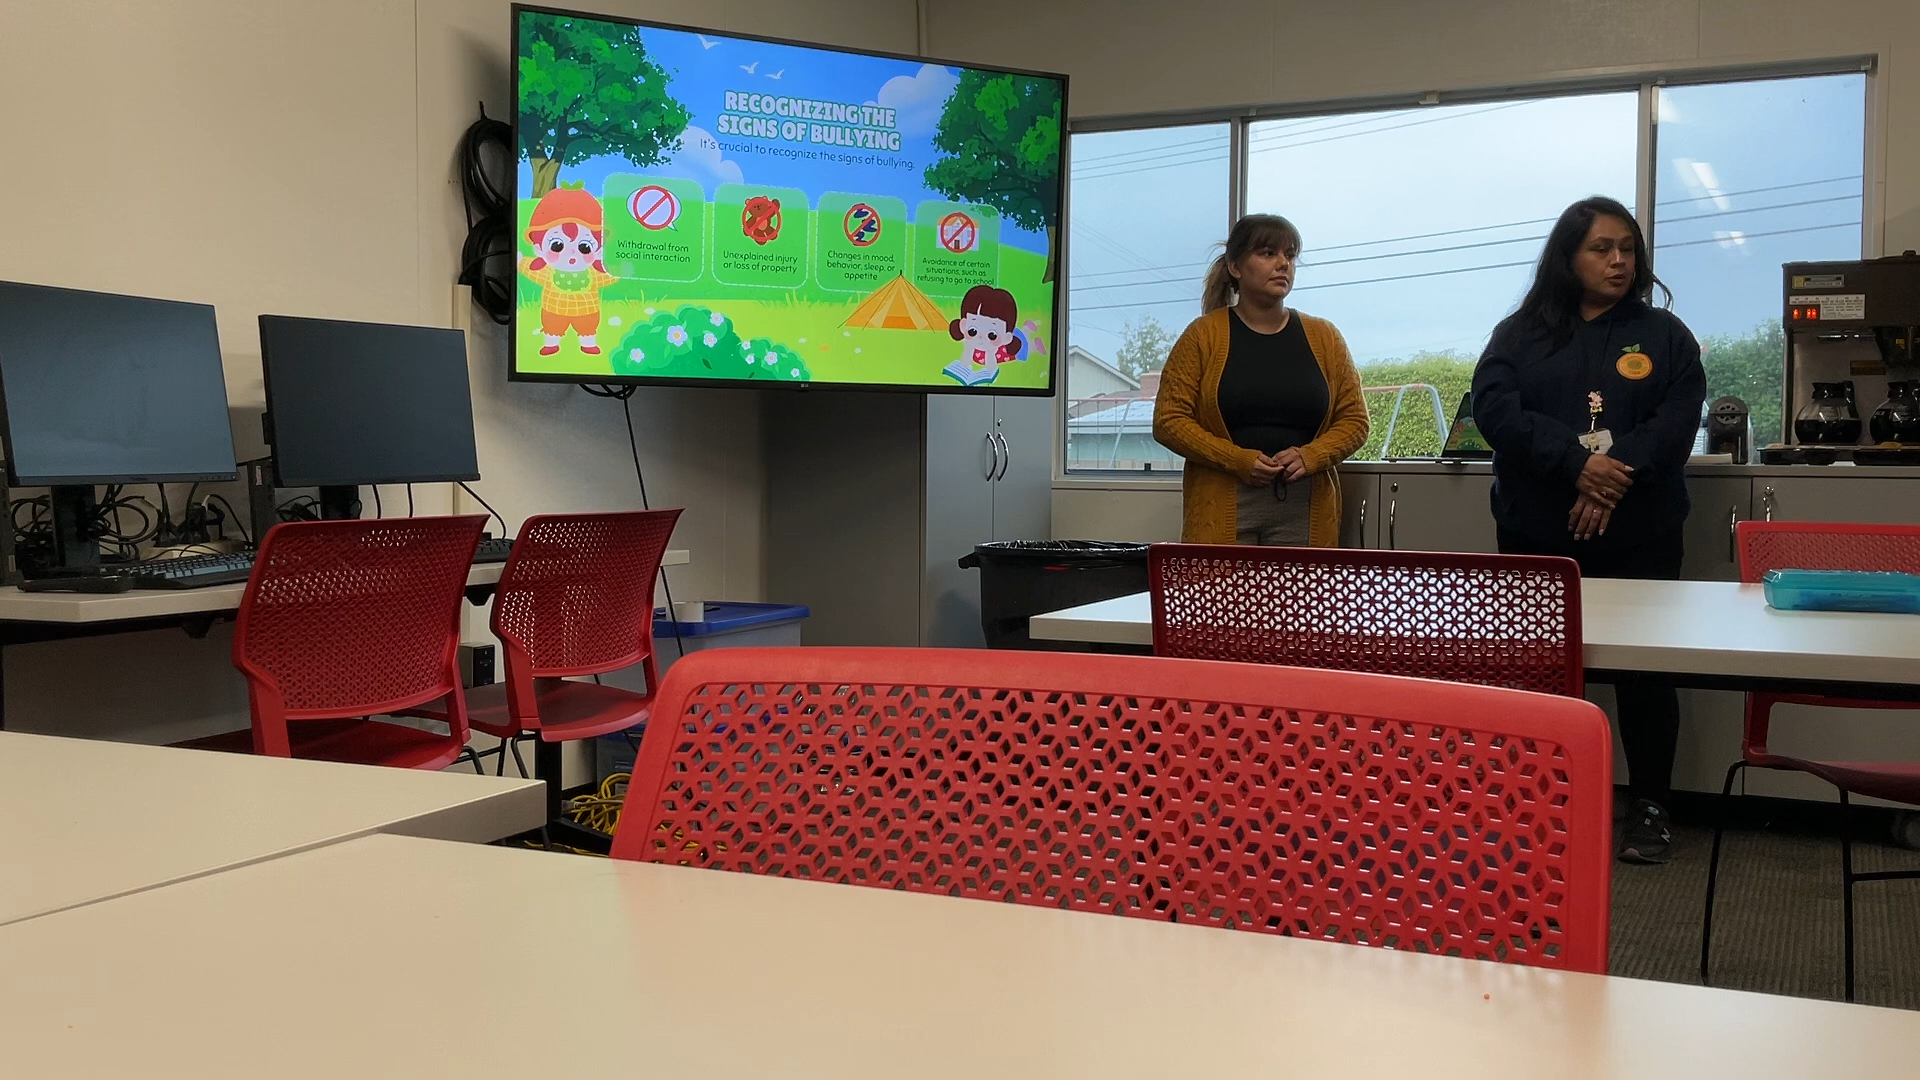 RECOGNIZING THE
SIGNS OF BULLYING
It's crucial to recognize the signs of bullying.
Withdrawal from
social interaction
Unexplained injury
or loss of property
Changes in mood,
behavior, sleep, or
appetite
Avoidance of certain
situations, such as
refusing to go to school
LG